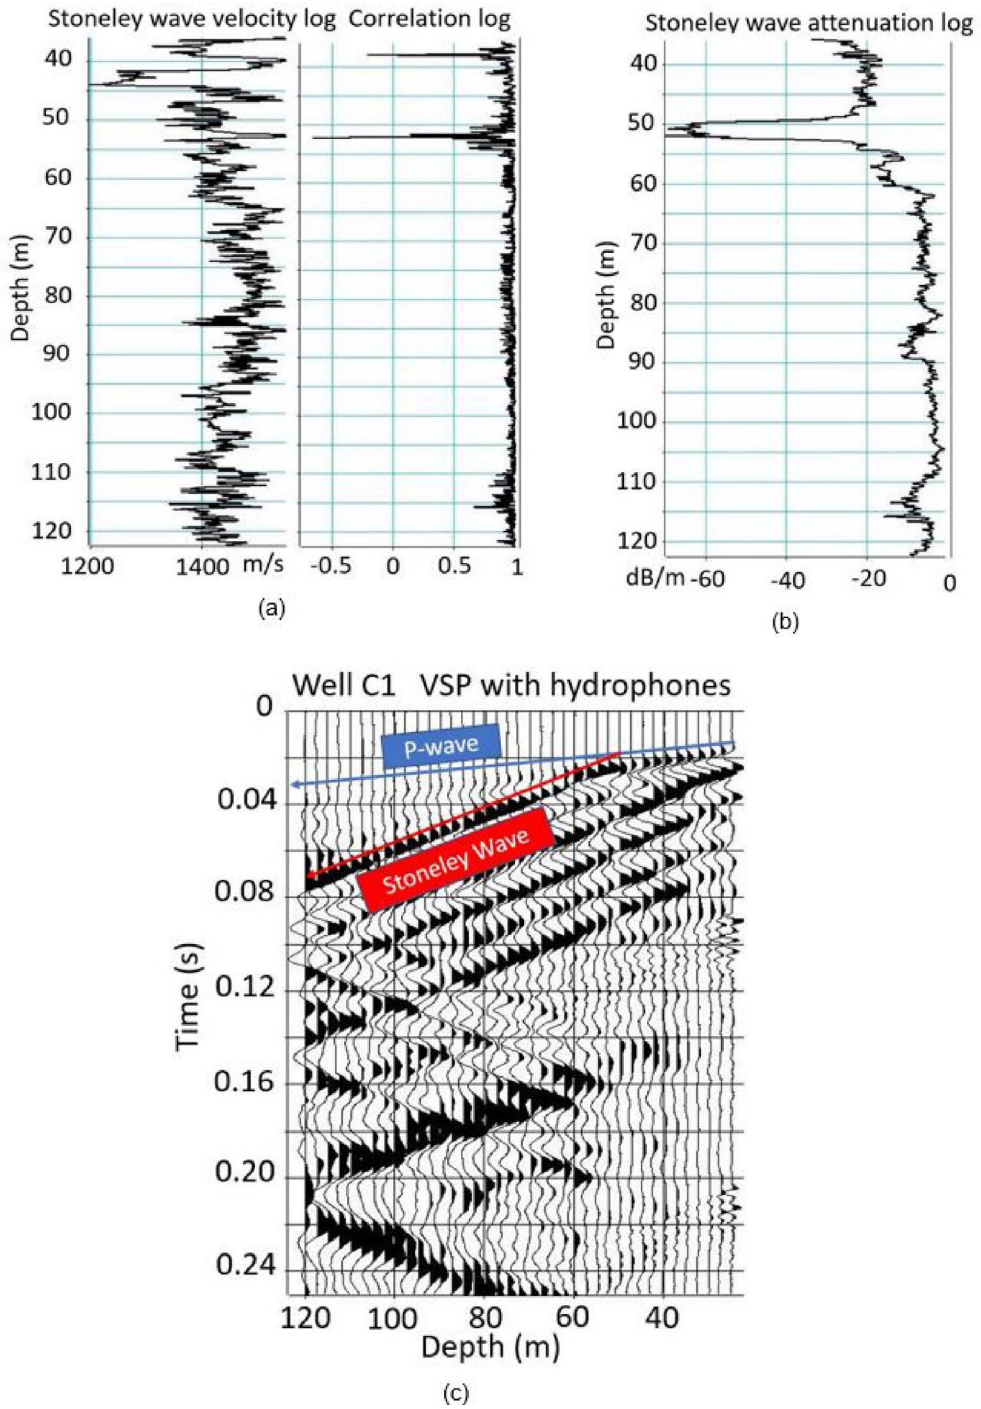 Stoneley wave velocity log Correlation log
Depth (m)
40
50
60
70
80
90
100
110
120
1200 1400 m/s
-0.5 0 0.5 1
(a)
Stoneley wave attenuation log
Depth (m)
40
50
60
70
80
90
100
110
120
dB/m -60 -40 -20 0
(b)
Well C1 VSP with hydrophones
P-wave
Stoneley Wave
Time (s)
0
0.04
0.08
0.12
0.16
0.20
0.24
120 100 80 60 40
Depth (m)
(c)